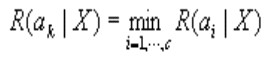 R(a_k | X) = min_{i=1,⋯,c} R(a_i | X)